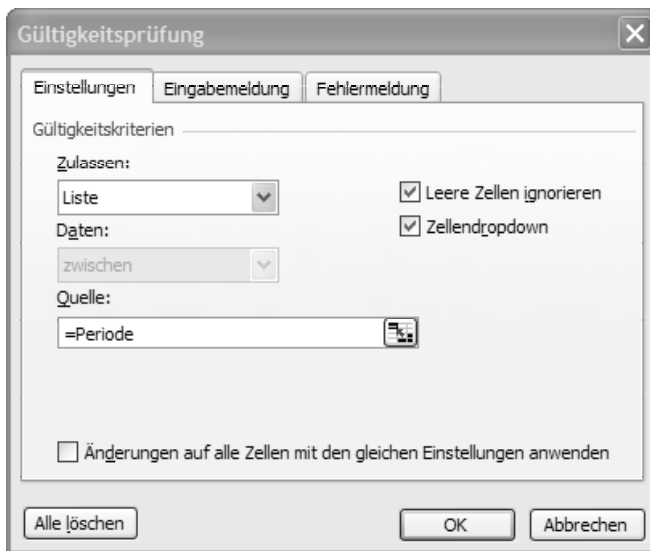 Gültigkeitsprüfung
Einstellungen Eingabemeldung Fehlermeldung
Gültigkeitskriterien
Zulassen:
Liste
Leere Zellen ignorieren
Daten:
Zellendropdown
zwischen
Quelle:
=Periode
Änderungen auf alle Zellen mit den gleichen Einstellungen anwenden
Alle löschen OK Abbrechen